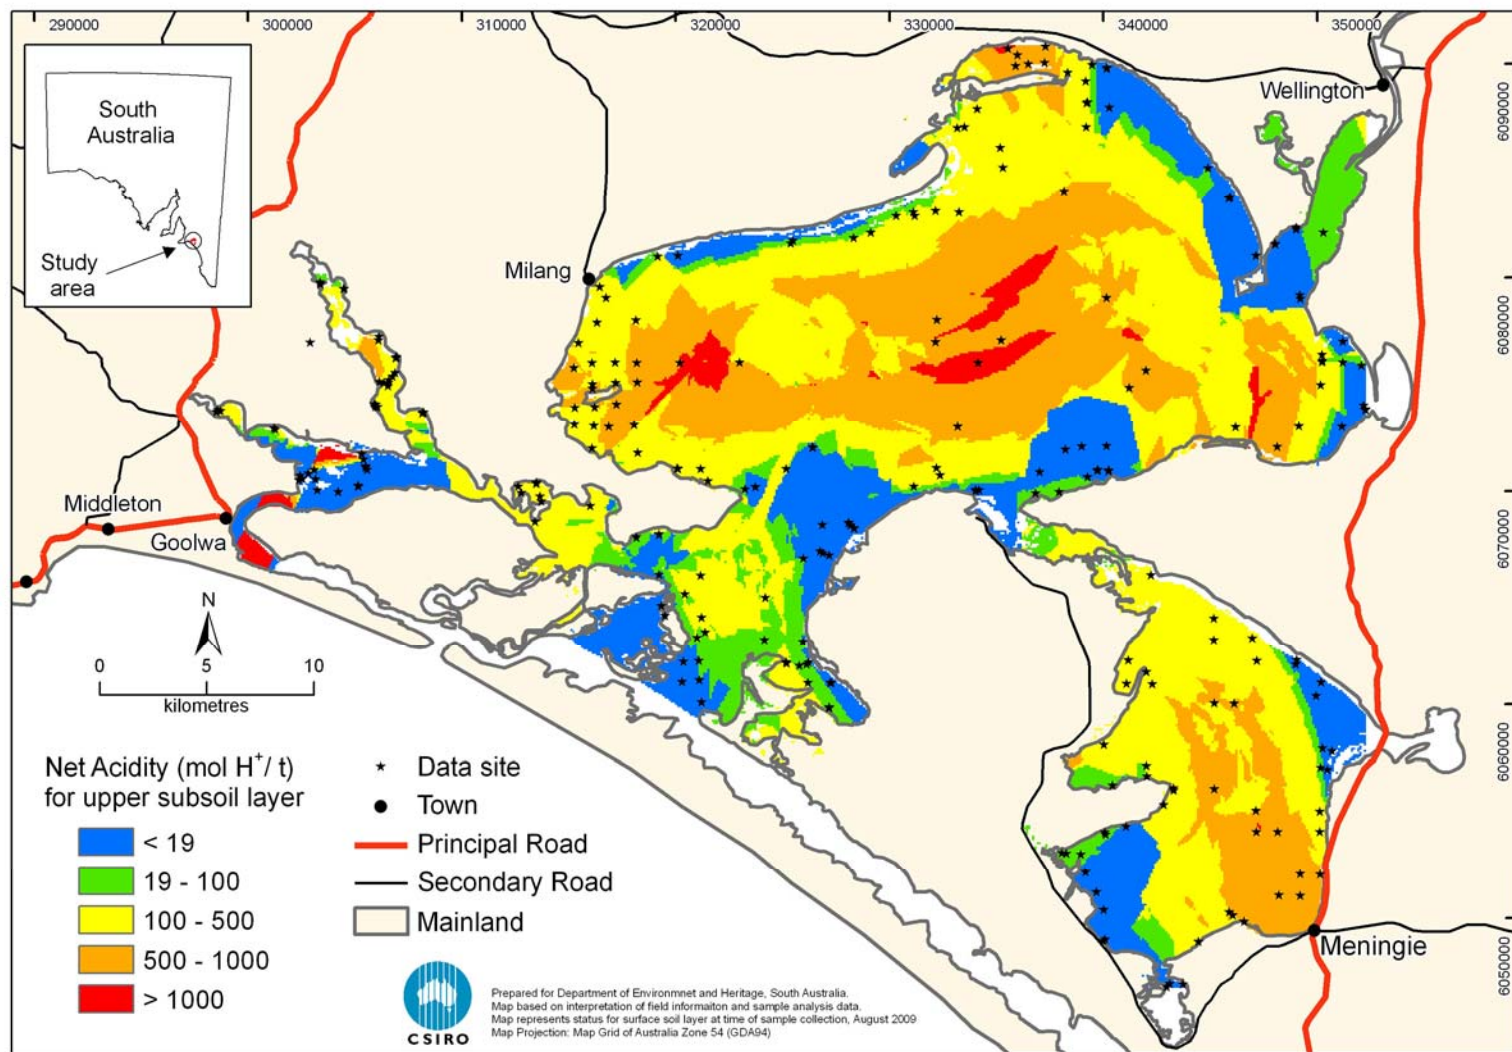 290000
300000
310000
320000
330000
340000
350000
South
Australia
Study
area
Wellington
6090000
Milang
6080000
Middleton
Goolwa
6070000
N
0 5 10
kilometres
6060000
Net Acidity (mol H+/ t)
for upper subsoil layer
< 19
19 - 100
100 - 500
500 - 1000
> 1000
Data site
Town
Principal Road
Secondary Road
Mainland
Meningie
6050000
CSIRO
Prepared for Department of Environmnet and Heritage, South Australia.
Map based on interpretation of field informaiton and sample analysis data.
Map represents status for surface soil layer at time of sample collection, August 2009
Map Projection: Map Grid of Australia Zone 54 (GDA94)